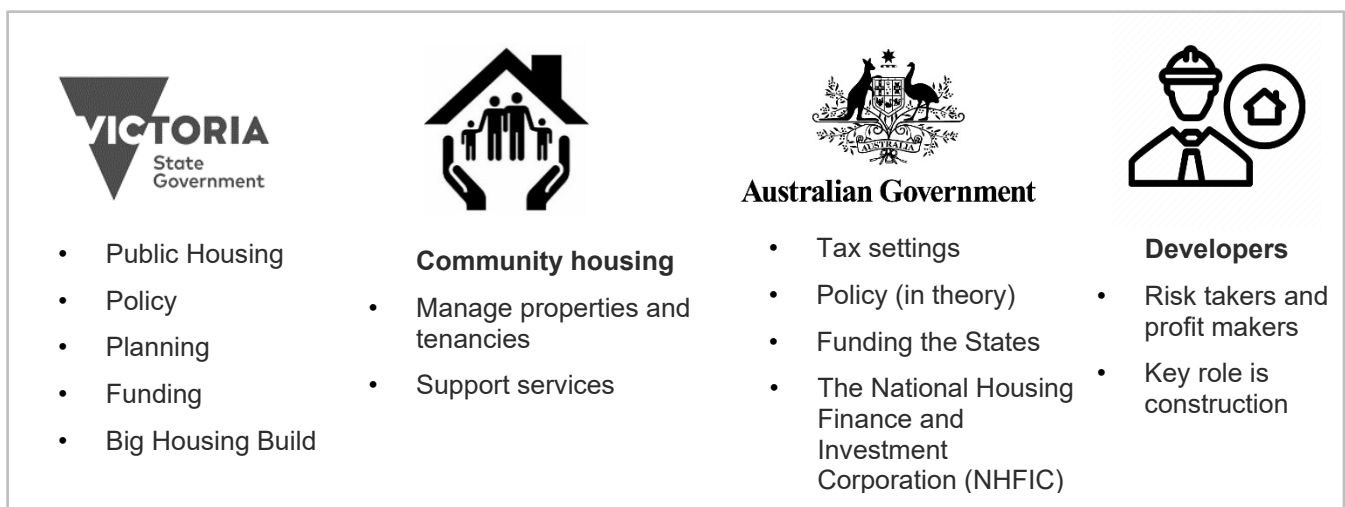 VICTORIA
State
Government
• Public Housing
• Policy
• Planning
• Funding
• Big Housing Build
Community housing
• Manage properties and
tenancies
• Support services
AUSTRALIA
Australian Government
• Tax settings
• Policy (in theory)
• Funding the States
• The National Housing
Finance and
Investment
Corporation (NHFIC)
Developers
• Risk takers and
profit makers
• Key role is
construction